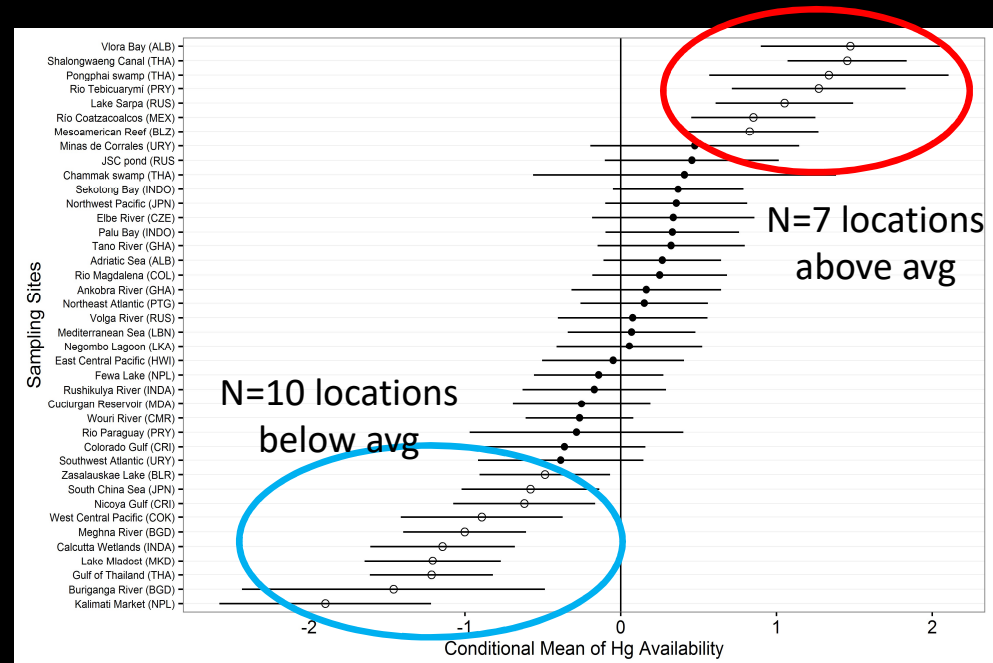 Vlora Bay (ALB)
Shalongwaeng Canal (THA)
Pongphai swamp (THA)
Rio Tebicuarymí (PRY)
Lake Sarpa (RUS)
Río Coatzacoalcos (MEX)
Mesoamerican Reef (BLZ)
Minas de Corrales (URY)
JSC pond (RUS
Chammak swamp (THA)
Sekotong Bay (INDO)
Northwest Pacific (JPN)
Elbe River (CZE)
Palu Bay (INDO)
Tano River (GHA)
Adriatic Sea (ALB)
Rio Magdalena (COL)
Ankobra River (GHA)
Northeast Atlantic (PTG)
Volga River (RUS)
Mediterranean Sea (LBN)
Negombo Lagoon (LKA)
East Central Pacific (HWI)
Fewa Lake (NPL)
Rushikulya River (INDA)
Cuciurgan Reservoir (MDA)
Wouri River (CMR)
Rio Paraguay (PRY)
Colorado Gulf (CRI)
Southwest Atlantic (URY)
Zasalauskae Lake (BLR)
South China Sea (JPN)
Nicoya Gulf (CRI)
West Central Pacific (COK)
Meghna River (BGD)
Calcutta Wetlands (INDA)
Lake Mladost (MKD)
Gulf of Thailand (THA)
Buriganga River (BGD)
Kalimati Market (NPL)
Sampling Sites
N=7 locations
above avg
N=10 locations
below avg
-2 -1 0 1 2
Conditional Mean of Hg Availability